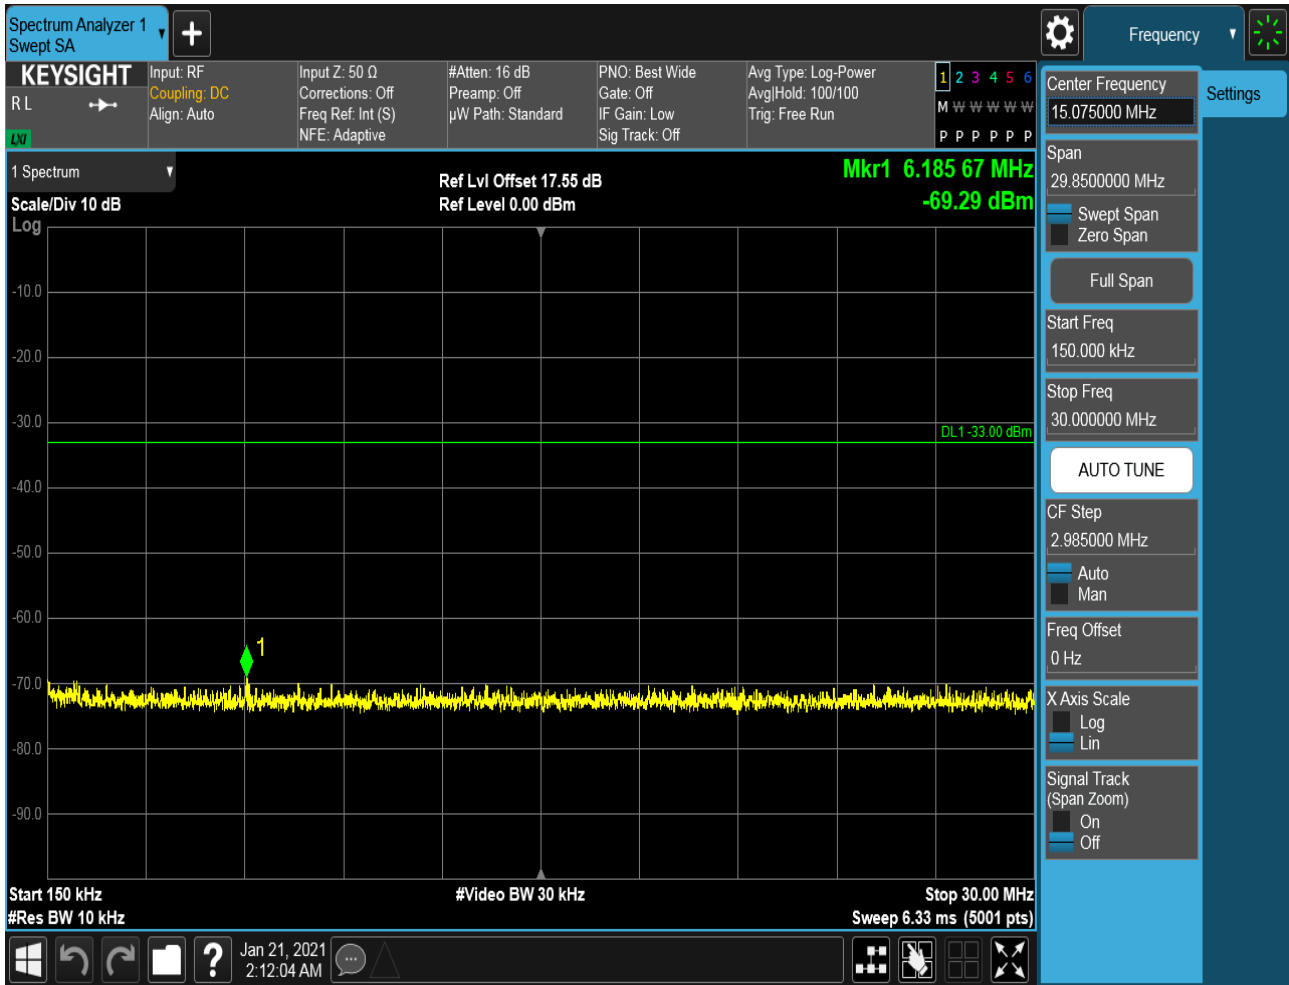 Spectrum Analyzer 1
Swept SA
+
Frequency
KEYSIGHT
R L
LXI
Input: RF
Coupling: DC
Align: Auto
Input Z: 50 Ω
Corrections: Off
Freq Ref: Int (S)
NFE: Adaptive
#Atten: 16 dB
Preamp: Off
µW Path: Standard
PNO: Best Wide
Gate: Off
IF Gain: Low
Sig Track: Off
Avg Type: Log-Power
Avg|Hold: 100/100
Trig: Free Run
1 2 3 4 5 6
M W W W W W
P P P P P P
1 Spectrum
Scale/Div 10 dB
Log
Ref Lvl Offset 17.55 dB
Ref Level 0.00 dBm
Mkr1 6.185 67 MHz
-69.29 dBm
-10.0
-20.0
-30.0
DL1 -33.00 dBm
-40.0
-50.0
-60.0
1
-70.0
-80.0
-90.0
Start 150 kHz
#Res BW 10 kHz
#Video BW 30 kHz
Stop 30.00 MHz
Sweep 6.33 ms (5001 pts)
Center Frequency
15.075000 MHz
Settings
Span
29.8500000 MHz
Swept Span
Zero Span
Full Span
Start Freq
150.000 kHz
Stop Freq
30.000000 MHz
AUTO TUNE
CF Step
2.985000 MHz
Auto
Man
Freq Offset
0 Hz
X Axis Scale
Log
Lin
Signal Track
(Span Zoom)
On
Off
?
Jan 21, 2021
2:12:04 AM